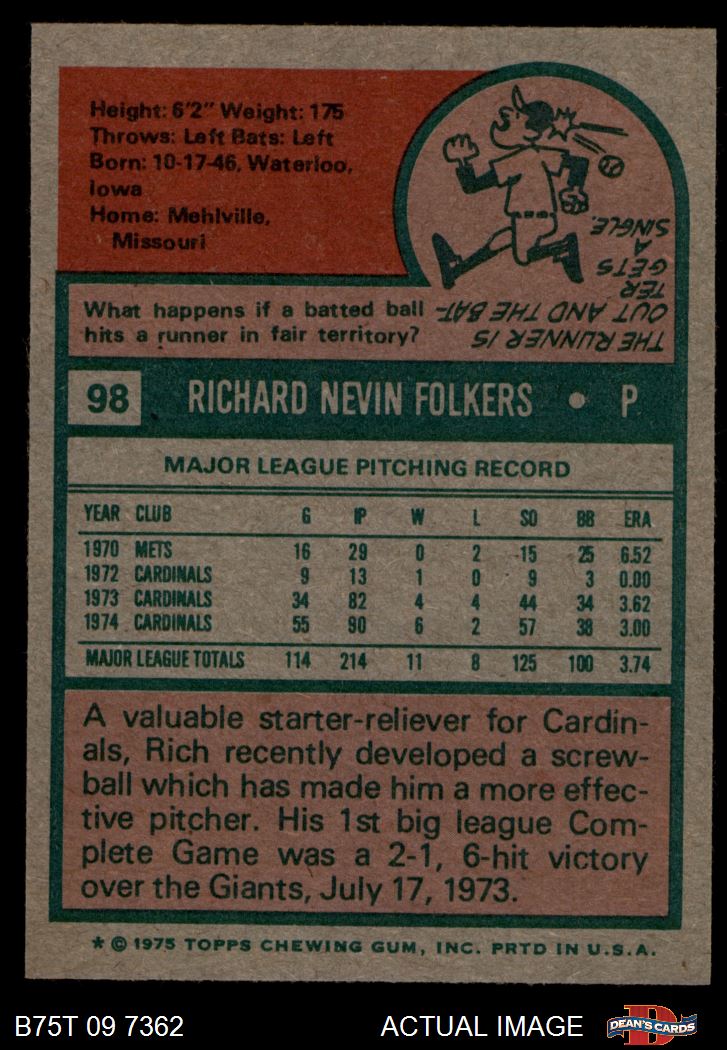 Height: 6'2" Weight: 175
Throws: Left Bats: Left
Born: 10-17-46, Waterloo,
Iowa
Home: Mehlville,
Missouri
What happens if a batted ball
hits a runner in fair territory?
THE RUNNER IS
OUT AND THE BAT-
TER
GETS
A
SINGLE.
98 RICHARD NEVIN FOLKERS • P
MAJOR LEAGUE PITCHING RECORD
YEAR CLUB G IP W L SO BB ERA
1970 METS 16 29 0 2 15 25 6.52
1972 CARDINALS 9 13 1 0 9 3 0.00
1973 CARDINALS 34 82 4 4 44 34 3.62
1974 CARDINALS 55 90 6 2 57 38 3.00
MAJOR LEAGUE TOTALS 114 214 11 8 125 100 3.74
A valuable starter-reliever for Cardin-
als, Rich recently developed a screw-
ball which has made him a more effec-
tive pitcher. His 1st big league Com-
plete Game was a 2-1, 6-hit victory
over the Giants, July 17, 1973.
* © 1975 TOPPS CHEWING GUM, INC. PRTD IN U.S.A.
B75T 09 7362 ACTUAL IMAGE
DEAN'S CARDS